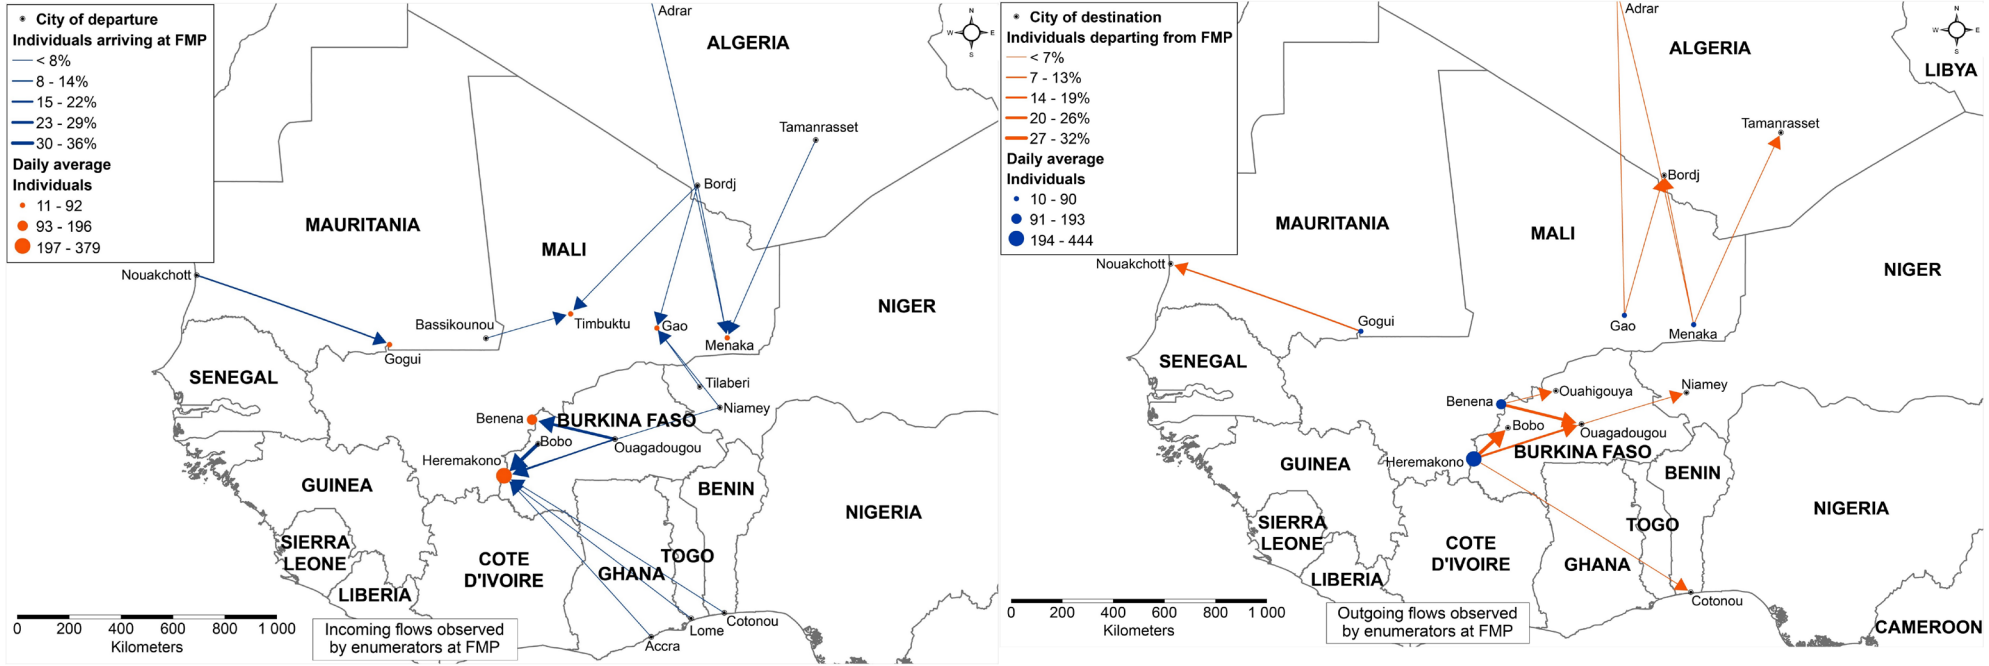 City of departure
Individuals arriving at FMP
< 8%
8 - 14%
15 - 22%
23 - 29%
30 - 36%
Daily average
Individuals
11 - 92
93 - 196
197 - 379
Adrar
ALGERIA
N
W E
S
Tamanrasset
Bordj
MAURITANIA
MALI
Nouakchott
NIGER
Bassikounou
Timbuktu
Gao
Gogui
Menaka
SENEGAL
Tilaberi
Niamey
Benena
BURKINA FASO
Bobo
Ouagadougou
Heremakono
GUINEA
BENIN
NIGERIA
SIERRA
LEONE
COTE
D'IVOIRE
TOGO
GHANA
LIBERIA
Cotonou
Lome
Accra
0 200 400 600 800 1 000
Kilometers
Incoming flows observed
by enumerators at FMP
City of destination
Individuals departing from FMP
< 7%
7 - 13%
14 - 19%
20 - 26%
27 - 32%
Daily average
Individuals
10 - 90
91 - 193
194 - 444
Adrar
ALGERIA
N
W E
S
LIBYA
Tamanrasset
Bordj
MAURITANIA
MALI
Nouakchott
NIGER
Gogui
Gao
Menaka
SENEGAL
Ouahigouya
Niamey
Benena
Bobo
Ouagadougou
BURKINA FASO
Heremakono
GUINEA
BENIN
NIGERIA
SIERRA
LEONE
TOGO
COTE
D'IVOIRE
GHANA
LIBERIA
Cotonou
CAMEROON
0 200 400 600 800 1 000
Kilometers
Outgoing flows observed
by enumerators at FMP